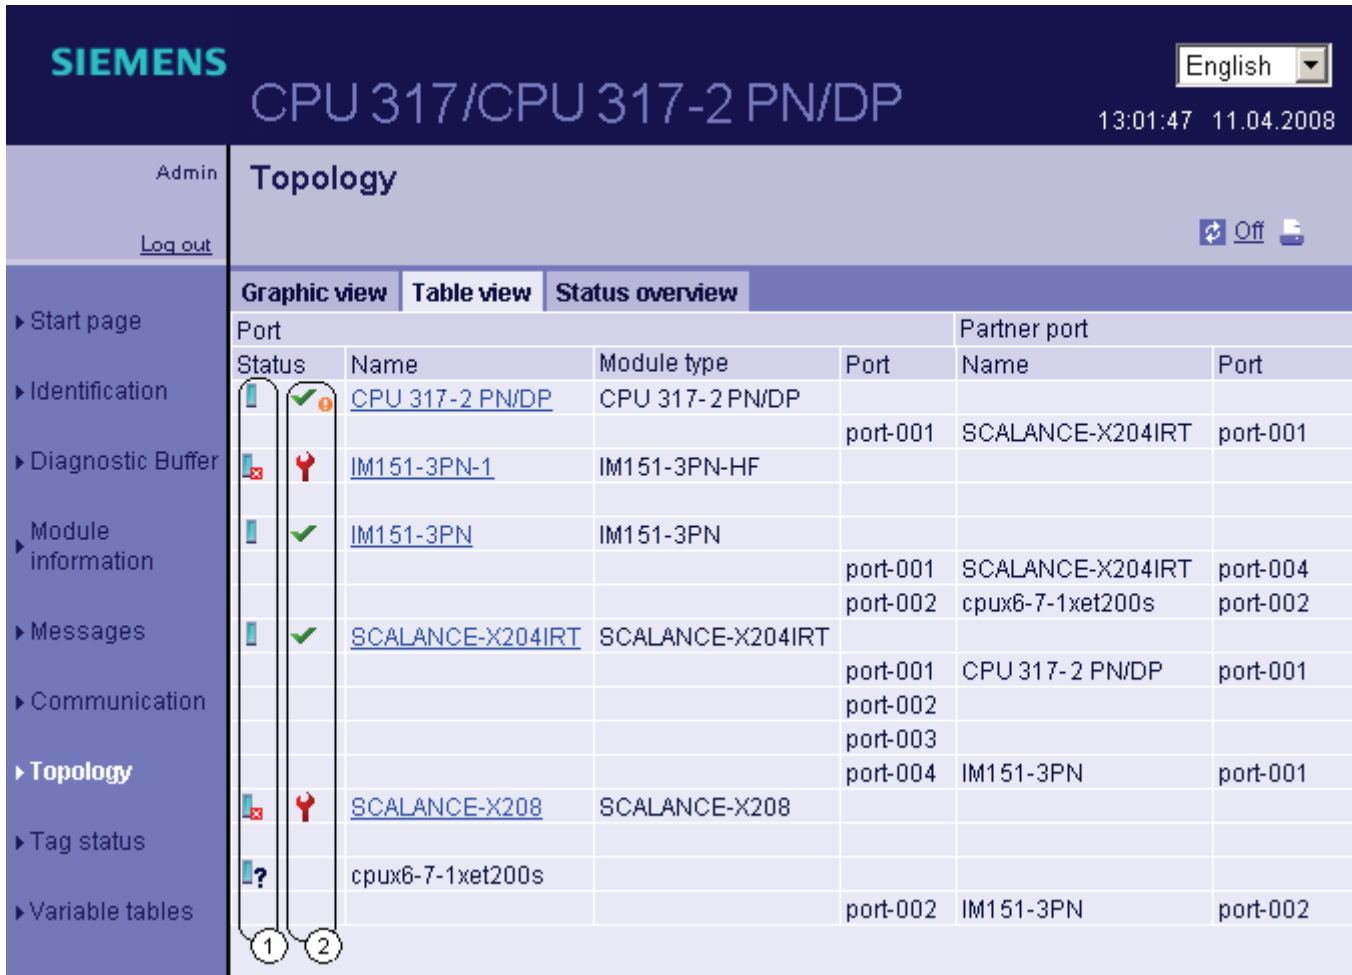 SIEMENS
CPU 317/CPU 317-2 PN/DP
English
13:01:47 11.04.2008
Admin
Log out
Topology
Off
Start page
Identification
Diagnostic Buffer
Module
information
Messages
Communication
Topology
Tag status
Variable tables
Graphic view Table view Status overview
Port Partner port
Status Name Module type Port Name Port
CPU 317-2 PN/DP CPU 317-2 PN/DP
port-001 SCALANCE-X204IRT port-001
IM151-3PN-1 IM151-3PN-HF
IM151-3PN IM151-3PN
port-001 SCALANCE-X204IRT port-004
port-002 cpux6-7-1xet200s port-002
SCALANCE-X204IRT SCALANCE-X204IRT
port-001 CPU 317-2 PN/DP port-001
port-002
port-003
port-004 IM151-3PN port-001
SCALANCE-X208 SCALANCE-X208
? cpux6-7-1xet200s
port-002 IM151-3PN port-002
1 2